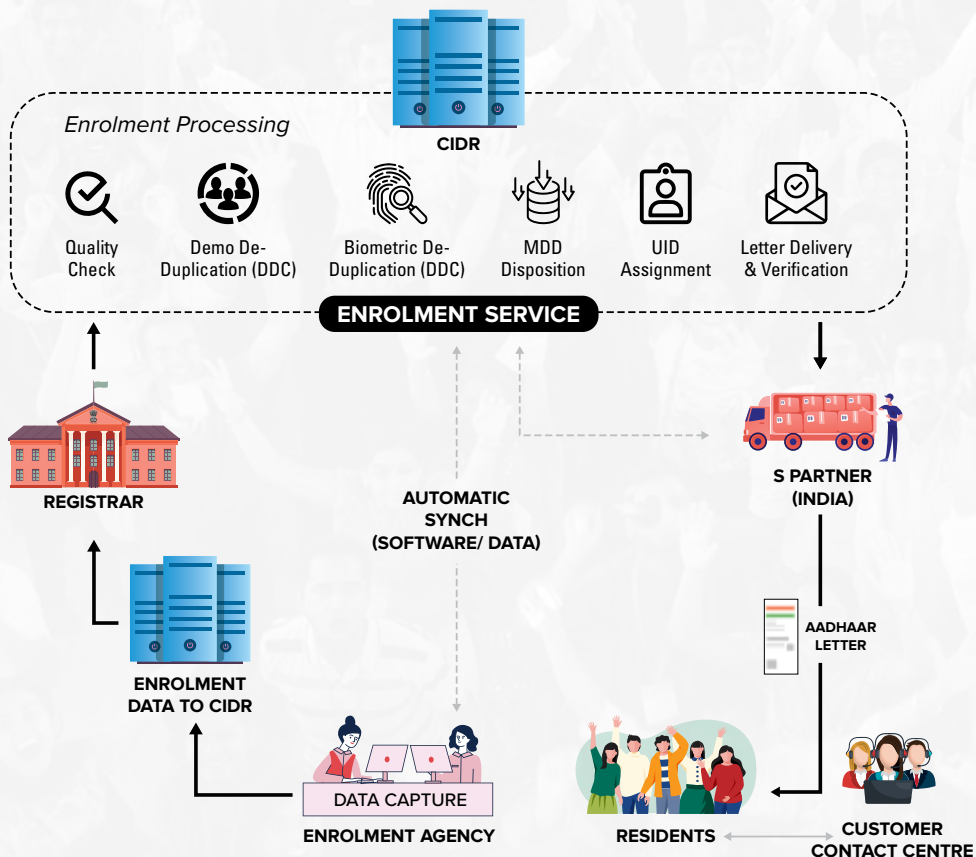 CIDR
Enrolment Processing
Quality
Check
Demo De-
Duplication (DDC)
Biometric De-
Duplication (DDC)
MDD
Disposition
UID
Assignment
Letter Delivery
& Verification
ENROLMENT SERVICE
REGISTRAR
AUTOMATIC
SYNCH
(SOFTWARE/ DATA)
S PARTNER
(INDIA)
AADHAAR
LETTER
ENROLMENT
DATA TO CIDR
DATA CAPTURE
ENROLMENT AGENCY
RESIDENTS
CUSTOMER
CONTACT CENTRE